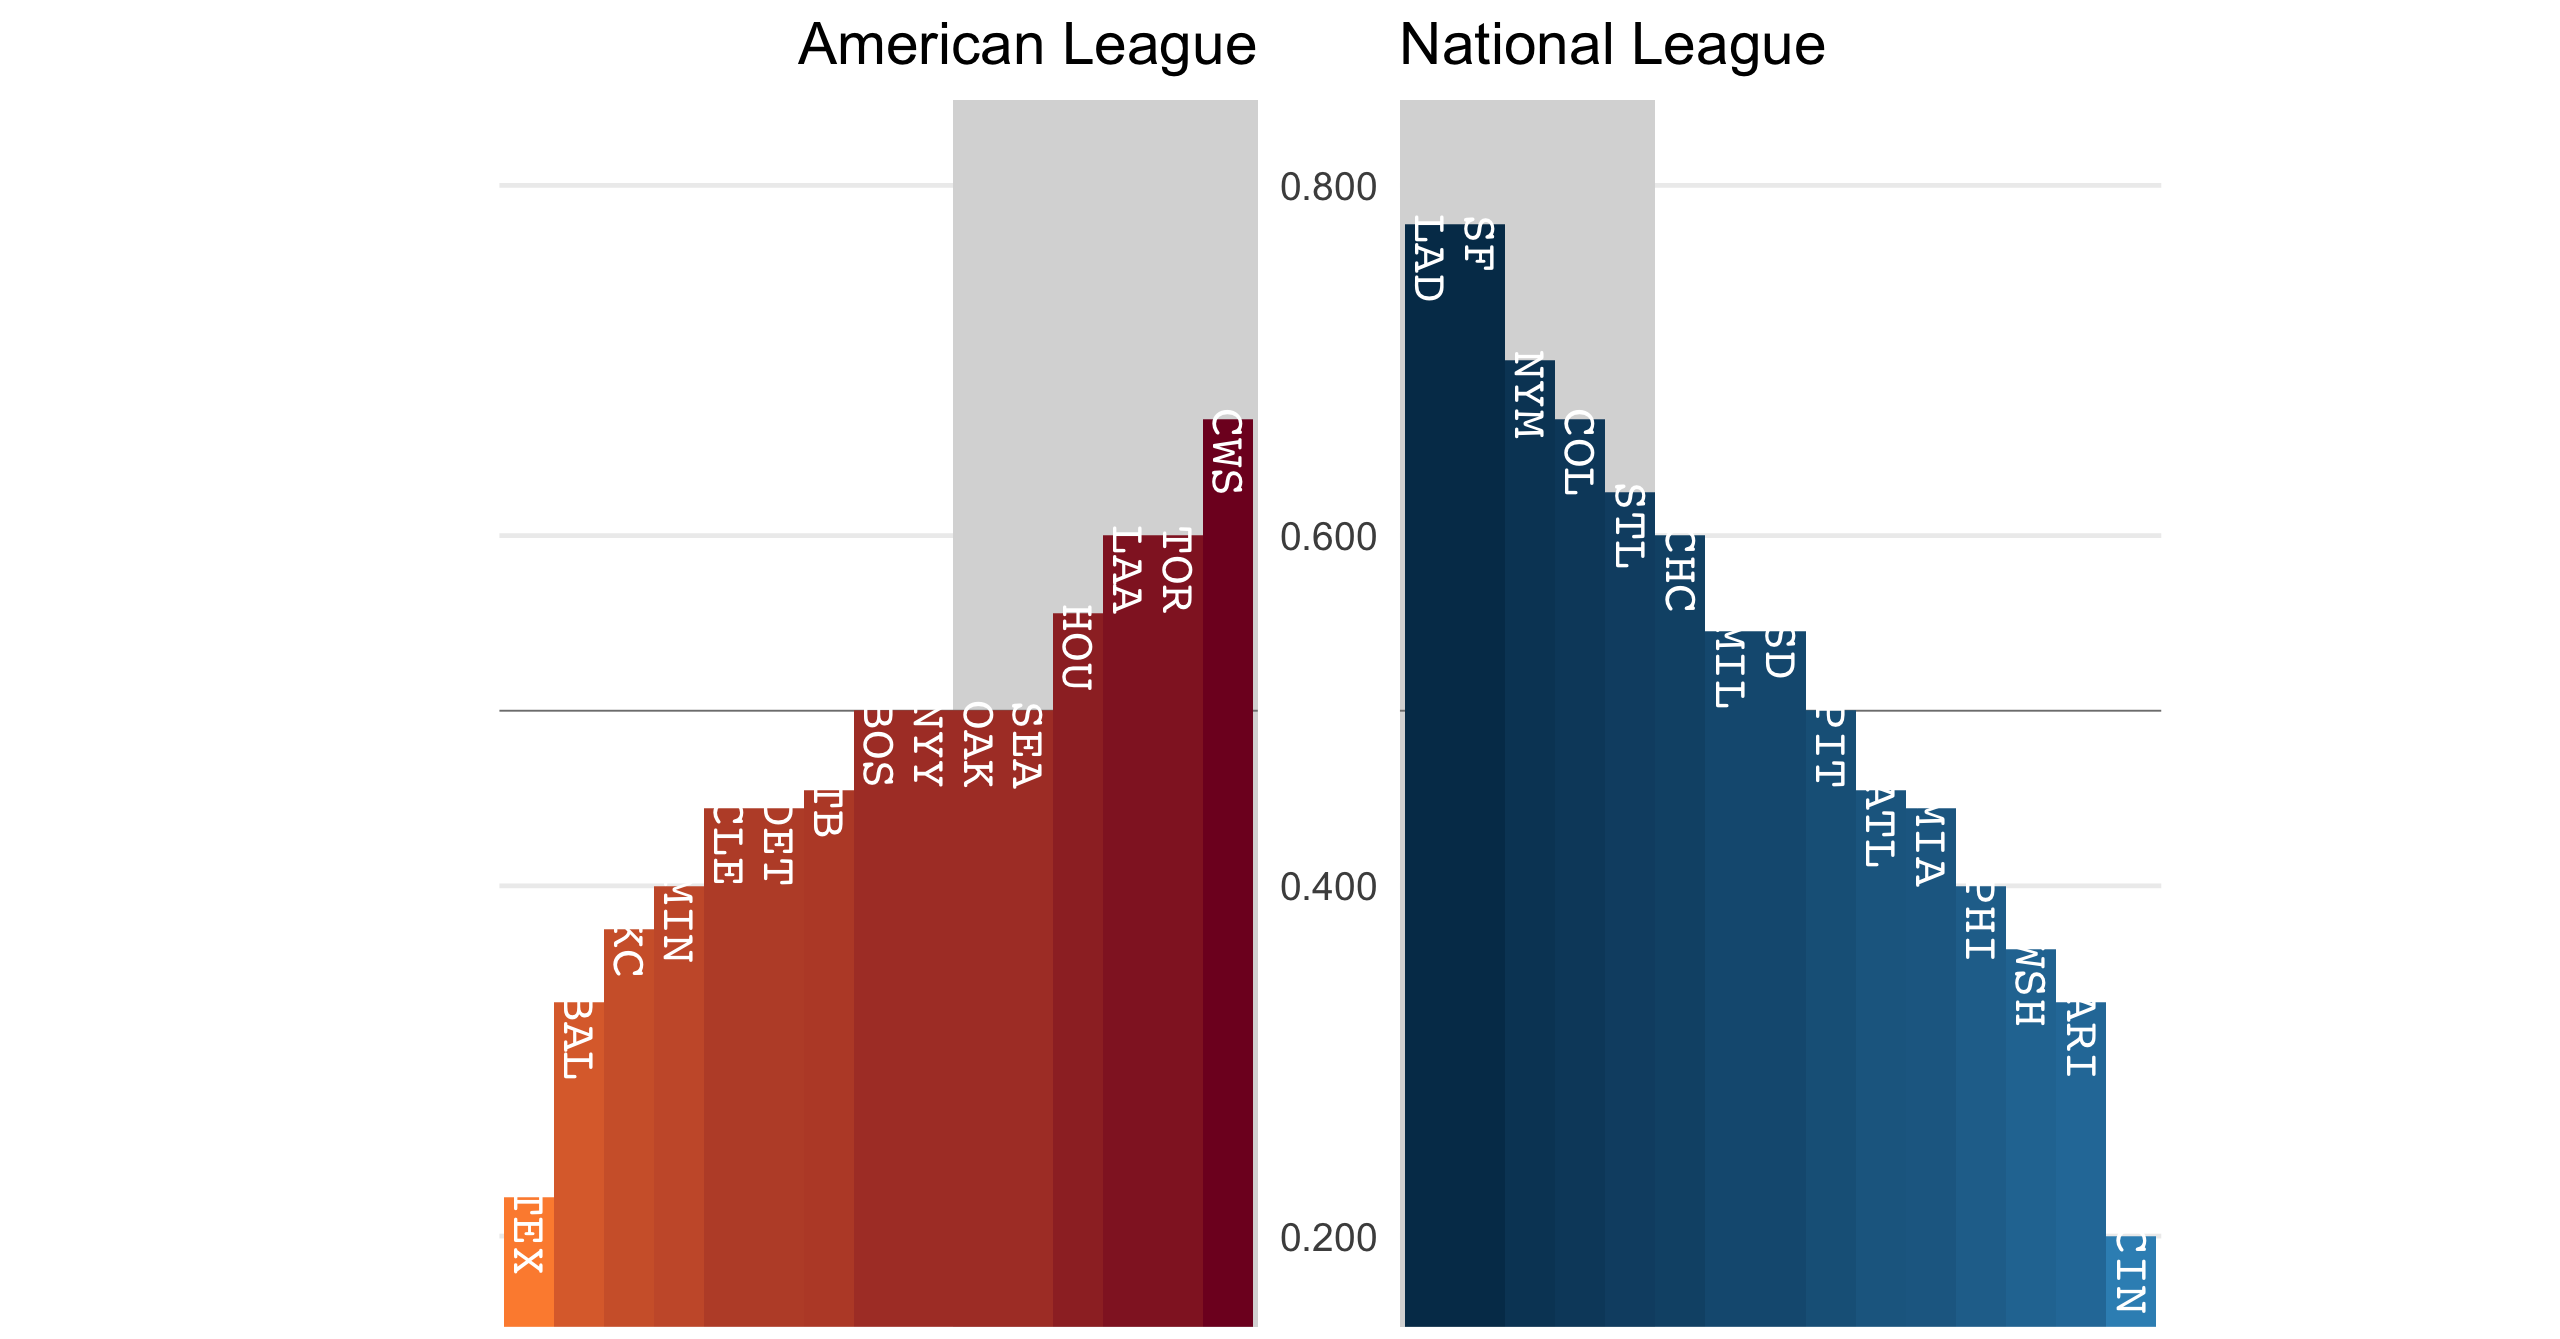 American League
National League
0.800
0.600
0.400
0.200
TEX
BAL
KC
MIN
CLE
DET
TB
BOS
NYY
OAK
SEA
HOU
LAA
TOR
CWS
LAD
SF
NYM
COL
STL
CHC
MIL
SD
PIT
ATL
MIA
PHI
WSH
ARI
CIN